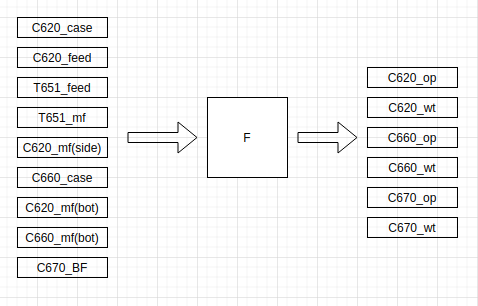 C620_case
C620_feed
T651_feed
T651_mf
C620_mf(side)
C660_case
C620_mf(bot)
C660_mf(bot)
C670_BF
F
C620_op
C620_wt
C660_op
C660_wt
C670_op
C670_wt